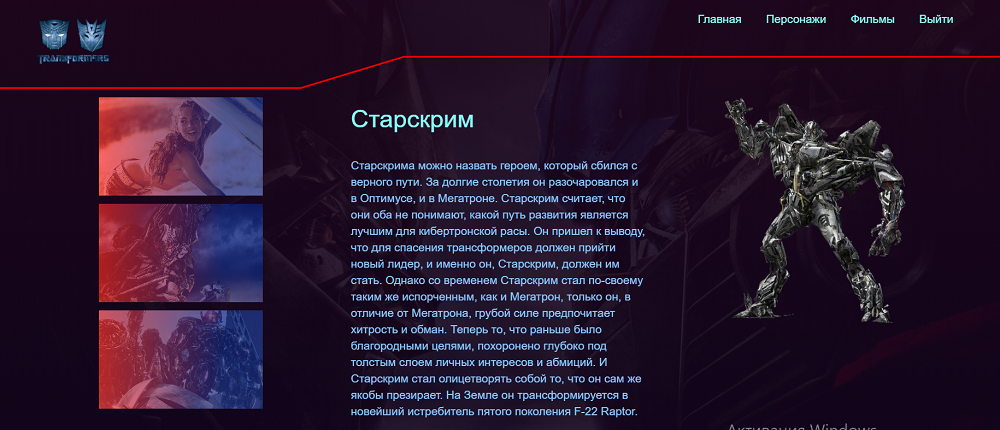 Главная Персонажи Фильмы Выйти
TRANSFORMERS
Старскрим
Старскрима можно назвать героем, который сбился с
верного пути. За долгие столетия он разочаровался и
в Оптимусе, и в Мегатроне. Старскрим считает, что
они оба не понимают, какой путь развития является
лучшим для кибертронской расы. Он пришел к выводу,
что для спасения трансформеров должен прийти
новый лидер, и именно он, Старскрим, должен им
стать. Однако со временем Старскрим стал по-своему
таким же испорченным, как и Мегатрон, только он, в
отличие от Мегатрона, грубой силе предпочитает
хитрость и обман. Теперь то, что раньше было
благородными целями, похоронено глубоко под
толстым слоем личных интересов и абмиций. И
Старскрим стал олицетворять собой то, что он сам же
якобы презирает. На Земле он трансформируется в
новейший истребитель пятого поколения F-22 Raptor.
Активация Windows